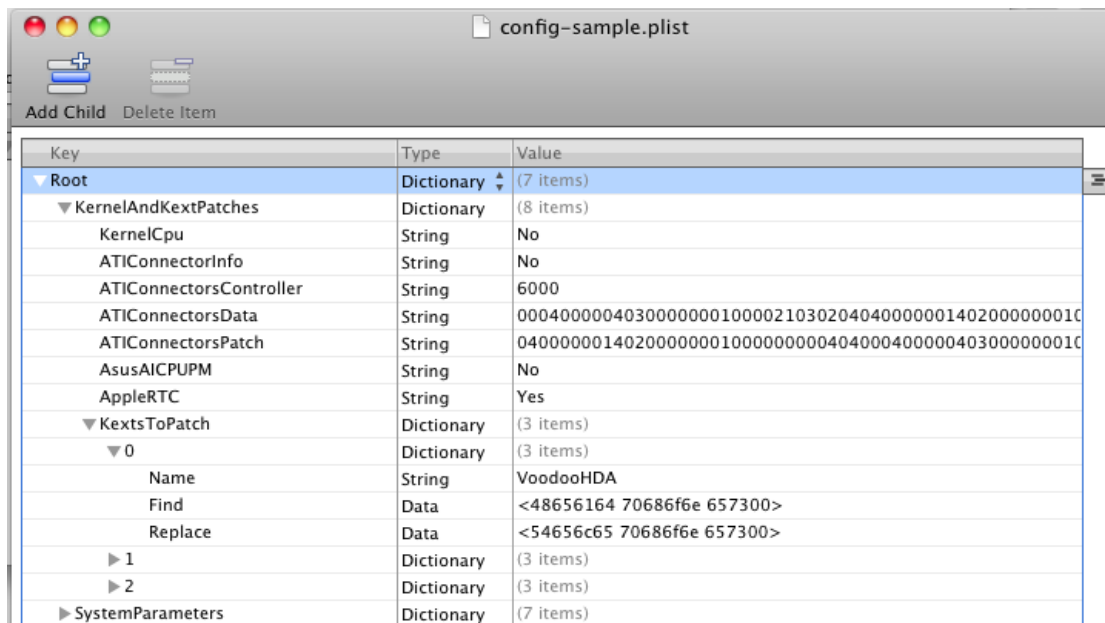 config-sample.plist
Add Child Delete Item
Key Type Value
Root Dictionary (7 items)
KernelAndKextPatches Dictionary (8 items)
KernelCpu String No
ATIConnectorInfo String No
ATIConnectorsController String 6000
ATIConnectorsData String 00040000040300000001000021030204040000001402000000010
ATIConnectorsPatch String 04000000140200000001000000000404000400000403000000010
AsusAICPUPM String No
AppleRTC String Yes
KextsToPatch Dictionary (3 items)
0 Dictionary (3 items)
Name String VoodooHDA
Find Data <48656164 70686f6e 657300>
Replace Data <54656c65 70686f6e 657300>
1 Dictionary (3 items)
2 Dictionary (3 items)
SystemParameters Dictionary (7 items)